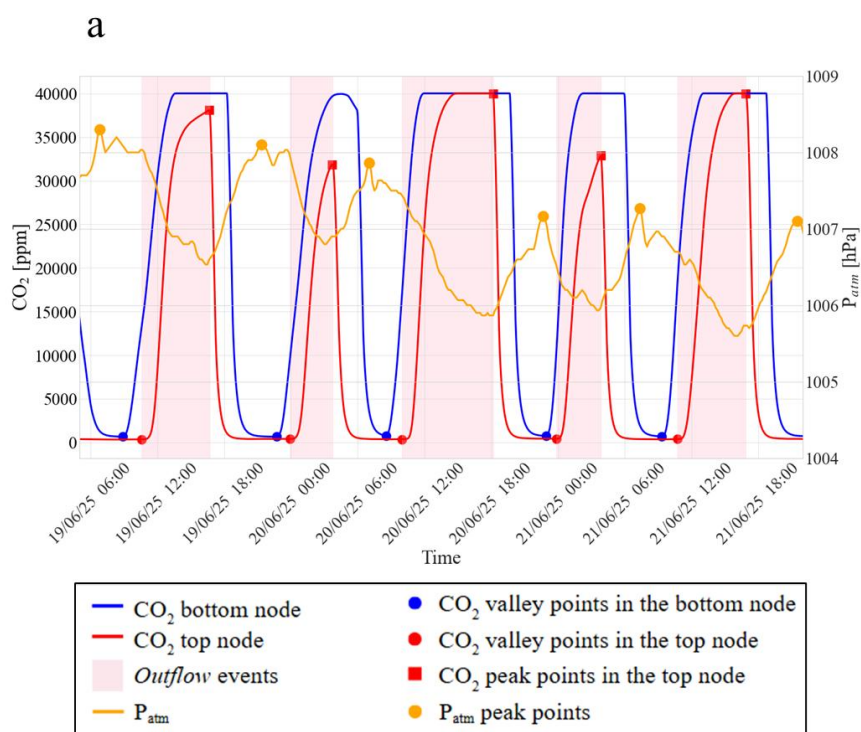 a
40000
35000
30000
25000
20000
15000
10000
5000
0
CO₂ [ppm]
1009
1008
1007
1006
1005
1004
Pₐₜₘ [hPa]
19/06/25 06:00
19/06/25 12:00
19/06/25 18:00
20/06/25 00:00
20/06/25 06:00
20/06/25 12:00
20/06/25 18:00
21/06/25 00:00
21/06/25 06:00
21/06/25 12:00
21/06/25 18:00
Time
CO₂ bottom node
CO₂ top node
Outflow events
Pₐₜₘ
CO₂ valley points in the bottom node
CO₂ valley points in the top node
CO₂ peak points in the top node
Pₐₜₘ peak points